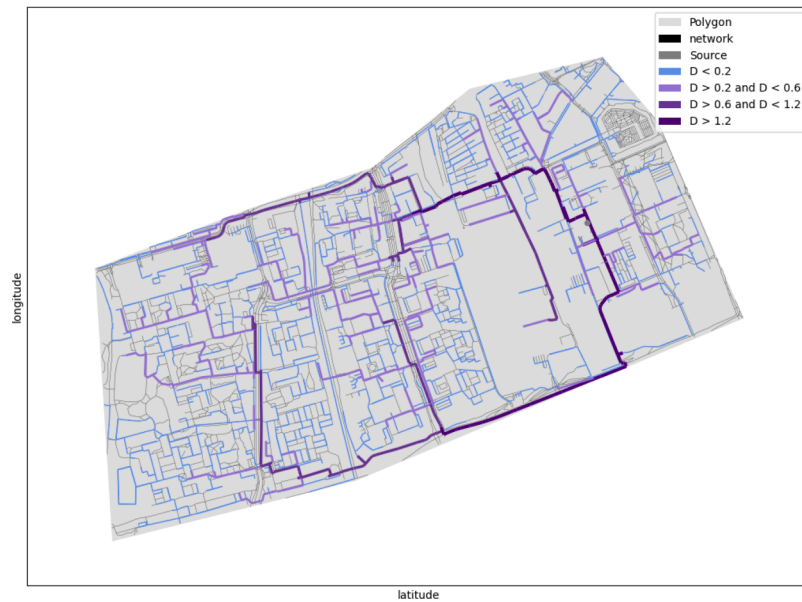 Polygon
network
Source
D < 0.2
D > 0.2 and D < 0.6
D > 0.6 and D < 1.2
D > 1.2
longitude
latitude